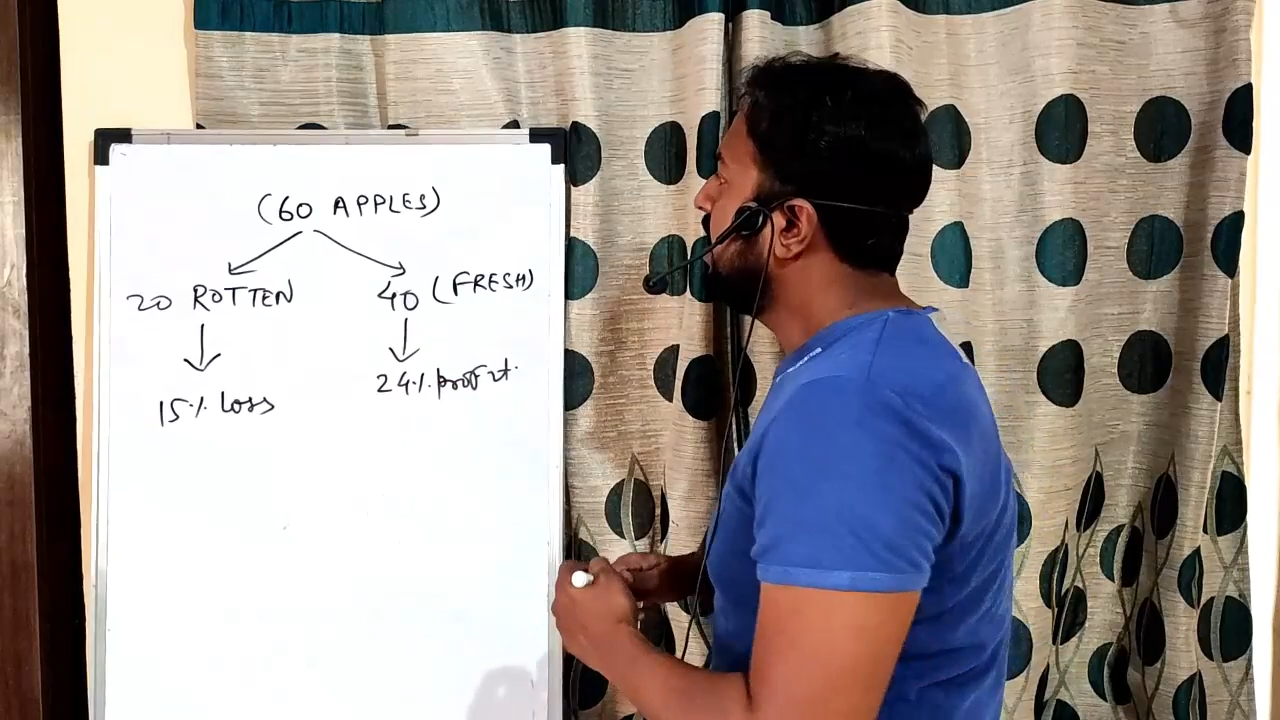 (60 APPLES)
20 ROTTEN
40 (FRESH)
15% Loss
24% profit.